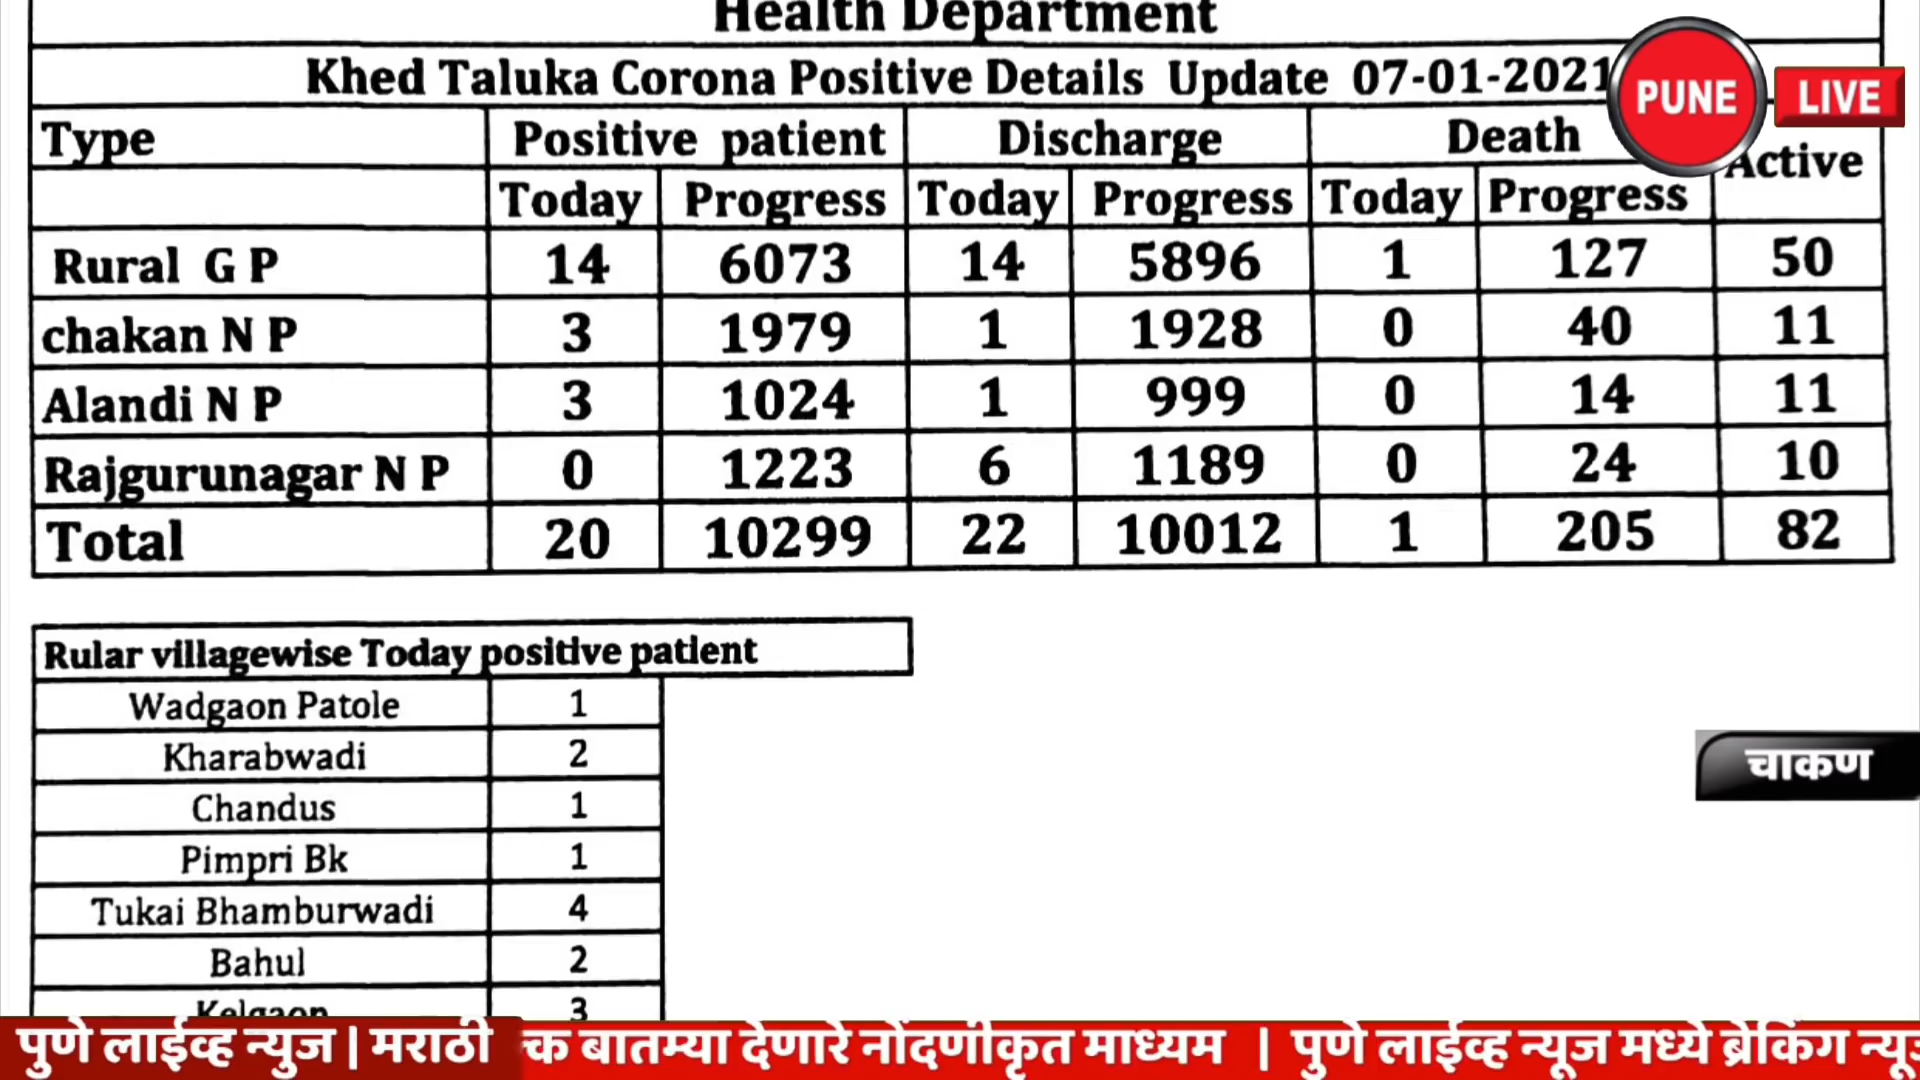 Health Department
Khed Taluka Corona Positive Details Update 07-01-2021
PUNE LIVE
Type Positive patient Discharge Death Active
Today Progress Today Progress Today Progress
Rural G P 14 6073 14 5896 1 127 50
chakan N P 3 1979 1 1928 0 40 11
Alandi N P 3 1024 1 999 0 14 11
Rajgurunagar N P 0 1223 6 1189 0 24 10
Total 20 10299 22 10012 1 205 82
Rular villagewise Today positive patient
Wadgaon Patole 1
Kharabwadi 2
चाकण
Chandus 1
Pimpri Bk 1
Tukai Bhamburwadi 4
Bahul 2
Kelgaon 3
पुणे लाईव्ह न्युज | मराठी क बातम्या देणारे नोंदणीकृत माध्यम | पुणे लाईव्ह न्यूज मध्ये ब्रेकिंग